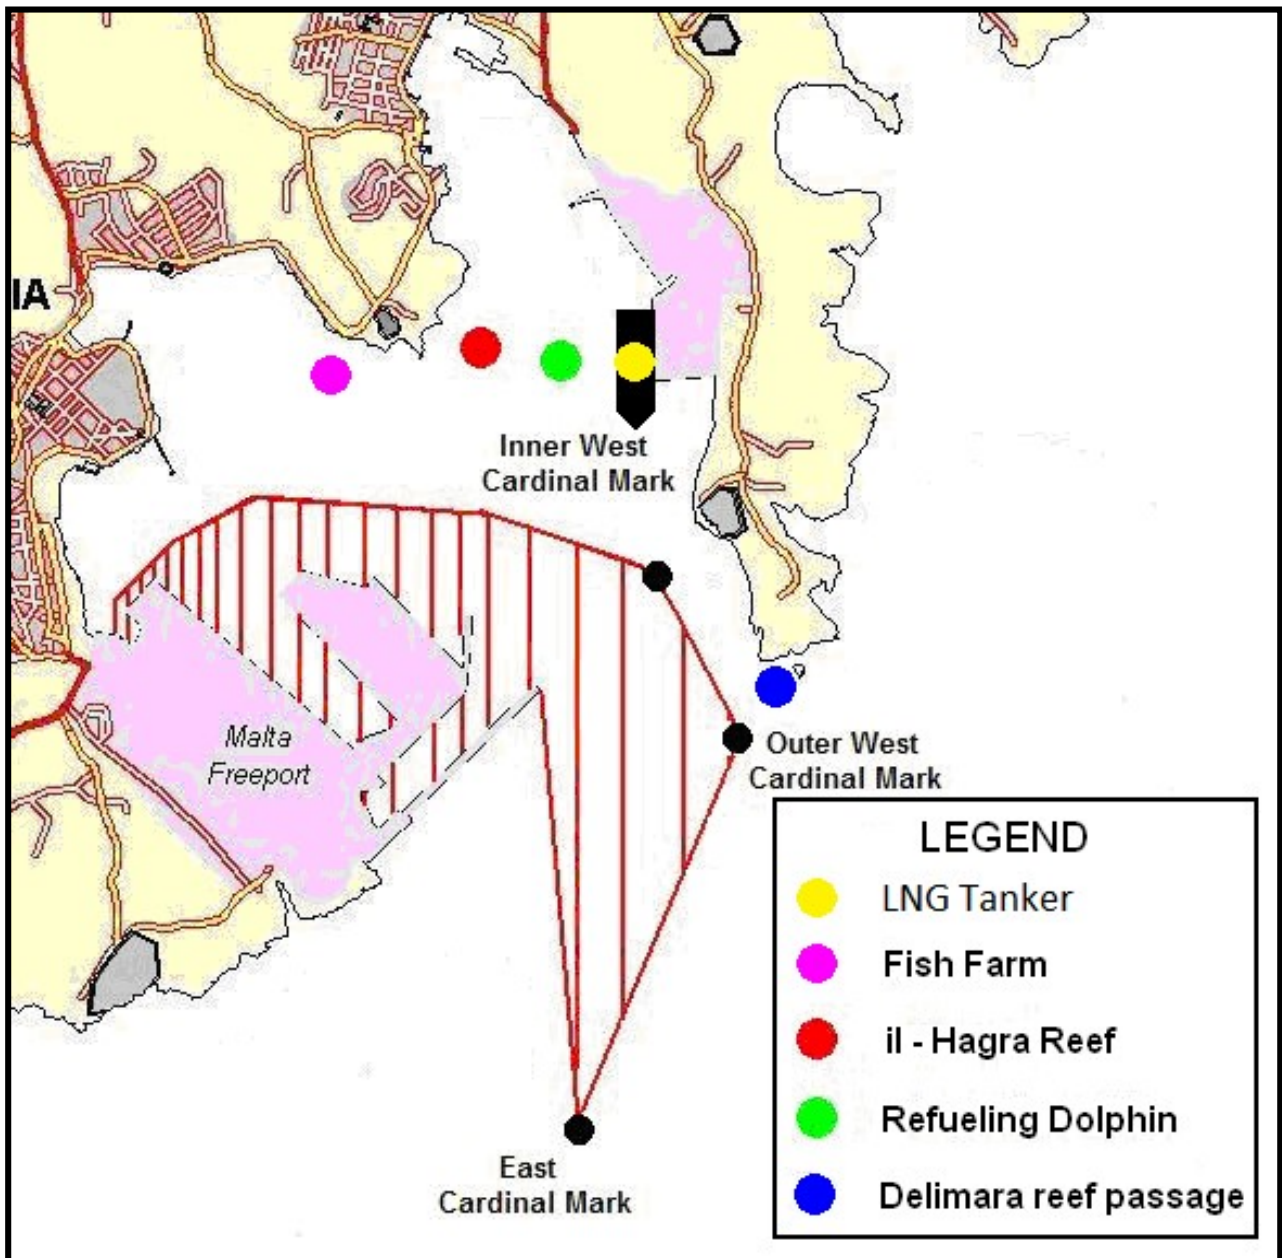 IA
Inner West
Cardinal Mark
Malta
Freeport
Outer West
Cardinal Mark
East
Cardinal Mark
LEGEND
LNG Tanker
Fish Farm
il - Hagra Reef
Refueling Dolphin
Delimara reef passage